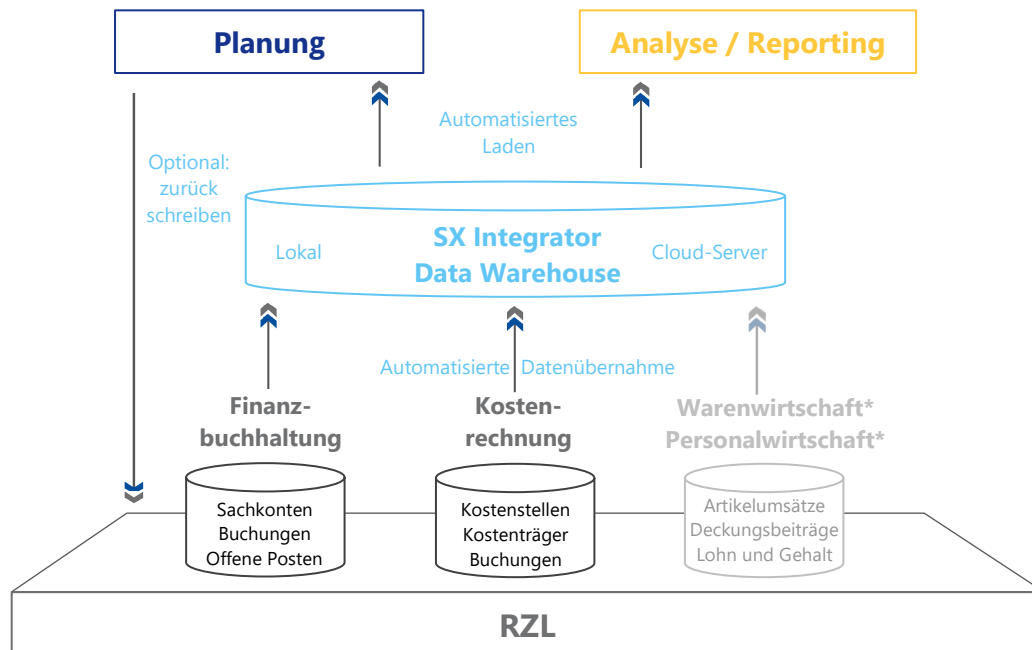 Planung
Analyse / Reporting
Automatisiertes
Laden
Optional:
zurück
schreiben
SX Integrator
Data Warehouse
Lokal
Cloud-Server
Automatisierte Datenübernahme
Finanz-
buchhaltung
Kosten-
rechnung
Warenwirtschaft*
Personalwirtschaft*
Sachkonten
Buchungen
Offene Posten
Kostenstellen
Kostenträger
Buchungen
Artikelumsätze
Deckungsbeiträge
Lohn und Gehalt
RZL